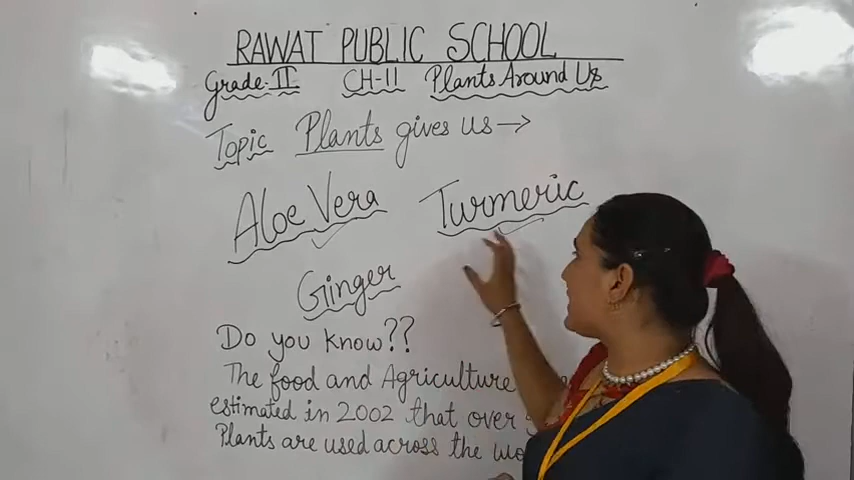 RAWAT PUBLIC SCHOOL
Grade-II CH-11 Plants Around Us
Topic Plants gives us →
Aloe Vera Turmeric
Ginger
Do you know??
The food and Agriculture
estimated in 2002 that over
Plants are used across the